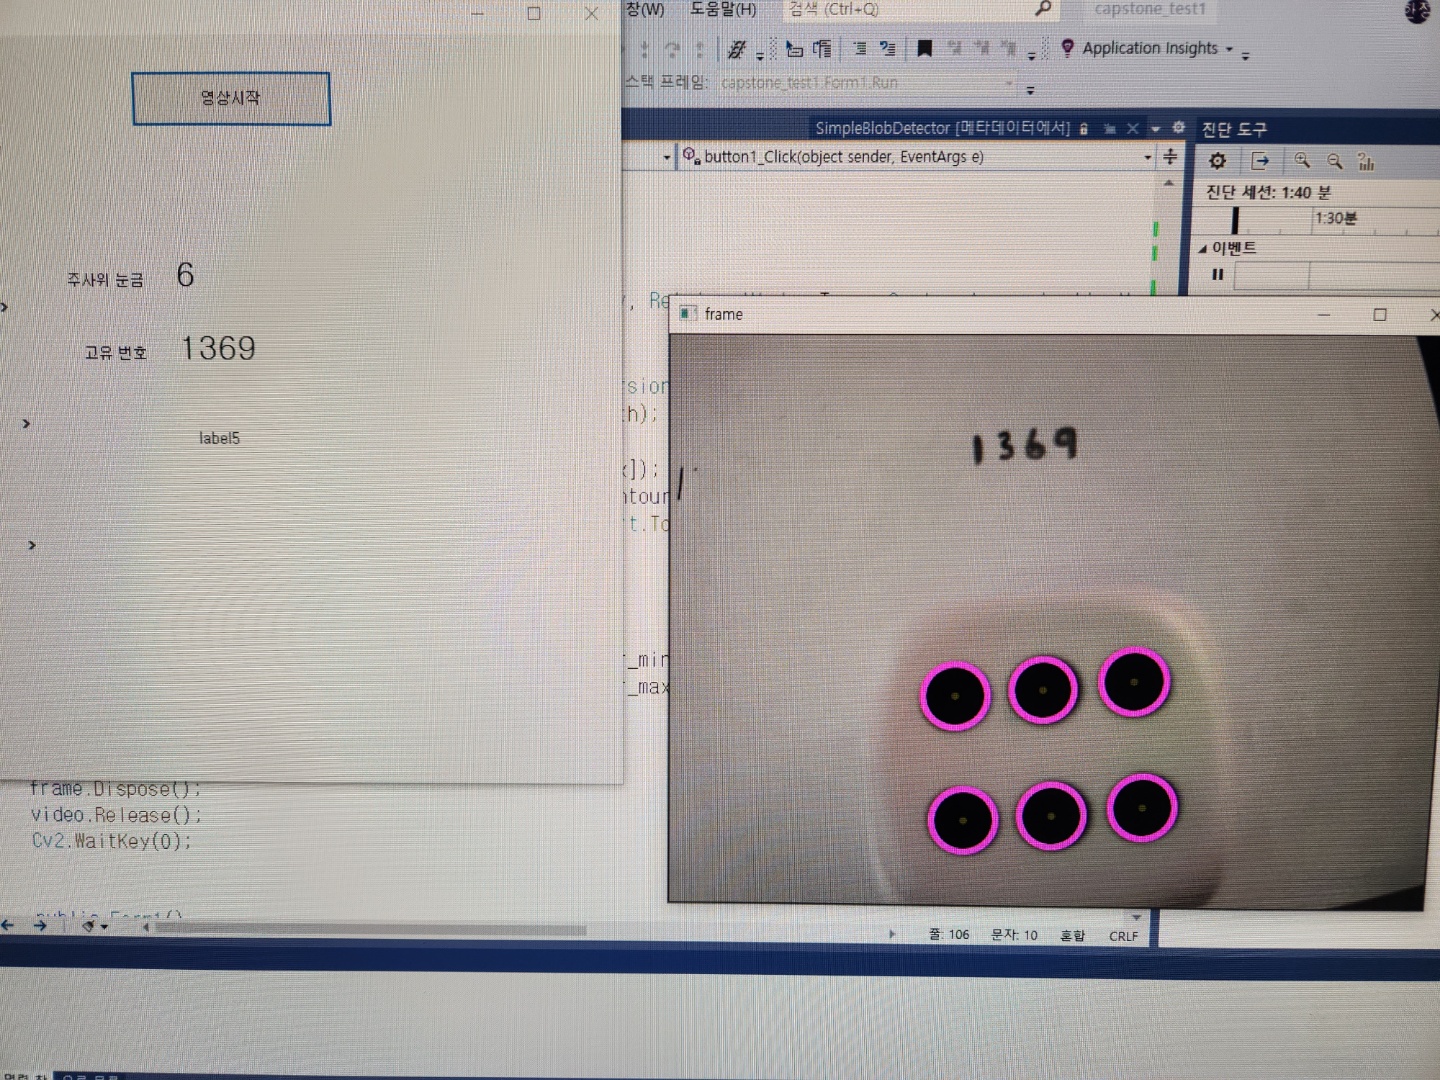 창(W) 도움말(H) 검색 (Ctrl+Q) capstone_test1
Application Insights
스택 프레임: capstone_test1.Form1.Run
영상시작
SimpleBlobDetector [메타데이터에서]
진단 도구
button1_Click(object sender, EventArgs e)
진단 세션: 1:40 분
1:30분
이벤트
주사위 눈금 6
고유 번호 1369
label5
frame
1369
frame.Dispose();
video.Release();
Cv2.WaitKey(0);
public Form1()
줄: 106 문자: 10 혼합 CRLF